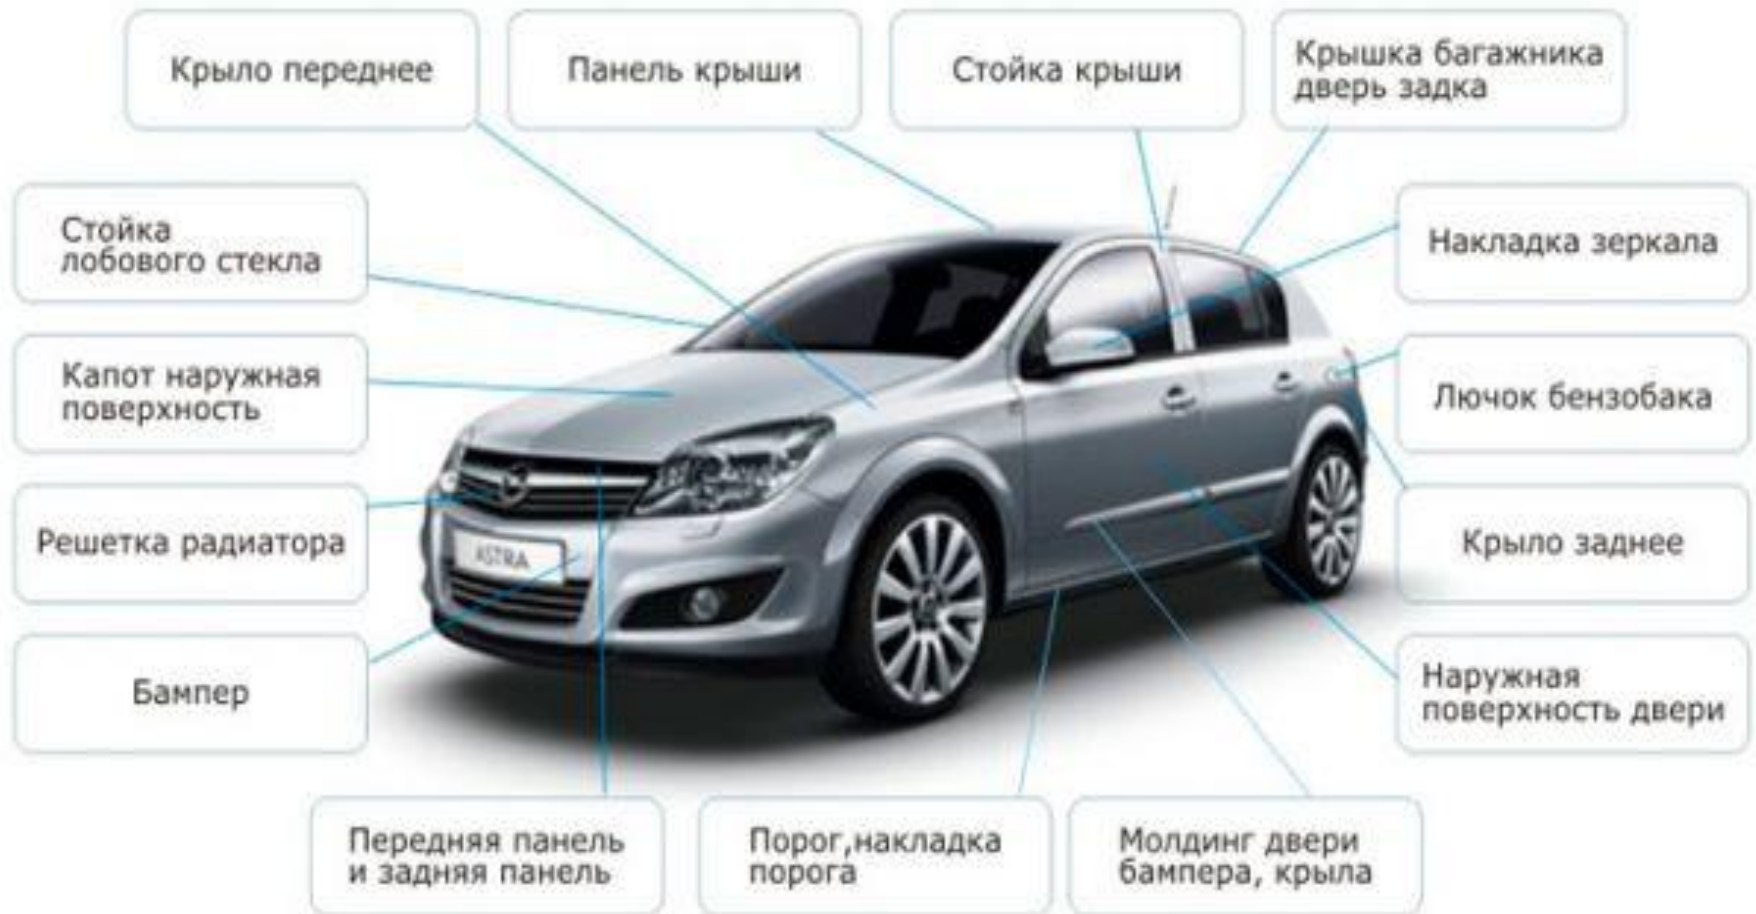 Крыло переднее
Панель крыши
Стойка крыши
Крышка багажника
дверь задка
Стойка
лобового стекла
Накладка зеркала
Капот наружная
поверхность
Лючок бензобака
Решетка радиатора
ASTRA
Крыло заднее
Бампер
Наружная
поверхность двери
Передняя панель
и задняя панель
Порог,накладка
порога
Молдинг двери
бампера, крыла